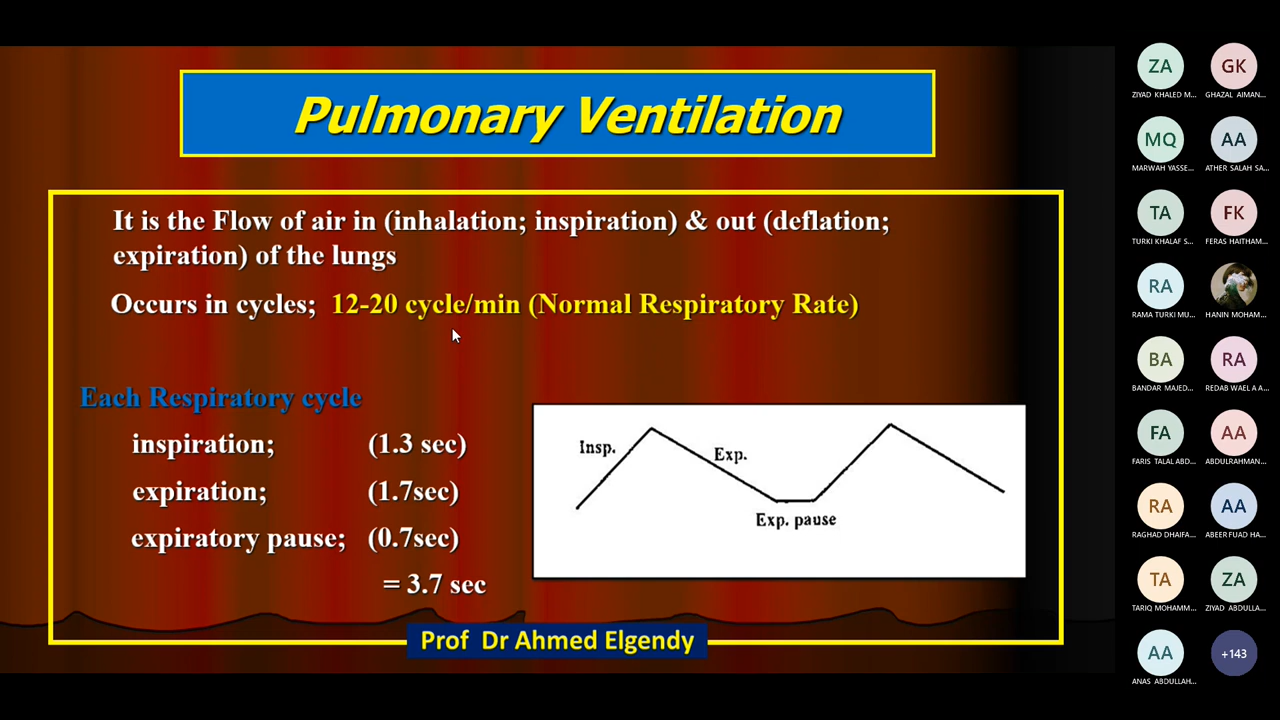 Pulmonary Ventilation
It is the Flow of air in (inhalation; inspiration) & out (deflation;
expiration) of the lungs
Occurs in cycles; 12-20 cycle/min (Normal Respiratory Rate)
Each Respiratory cycle
inspiration; (1.3 sec)
expiration; (1.7sec)
expiratory pause; (0.7sec)
= 3.7 sec
Insp.
Exp.
Exp. pause
Prof Dr Ahmed Elgendy
ZA GK
ZIYAD KHALED M... GHAZAL AIMAN...
MQ AA
MARWAH YASSE... ATHER SALAH SA...
TA FK
TURKI KHALAF S... FERAS HAITHAM...
RA
RAMA TURKI MU... HANIN MOHAM...
BA RA
BANDAR MAJED... REDAB WAEL A A...
FA AA
FARIS TALAL ABD... ABDULRAHMAN...
RA AA
RAGHAD DHAIFA... ABEER FUAD HA...
TA ZA
TARIQ MOHAMM... ZIYAD ABDULLA...
AA +143
ANAS ABDULLAH...